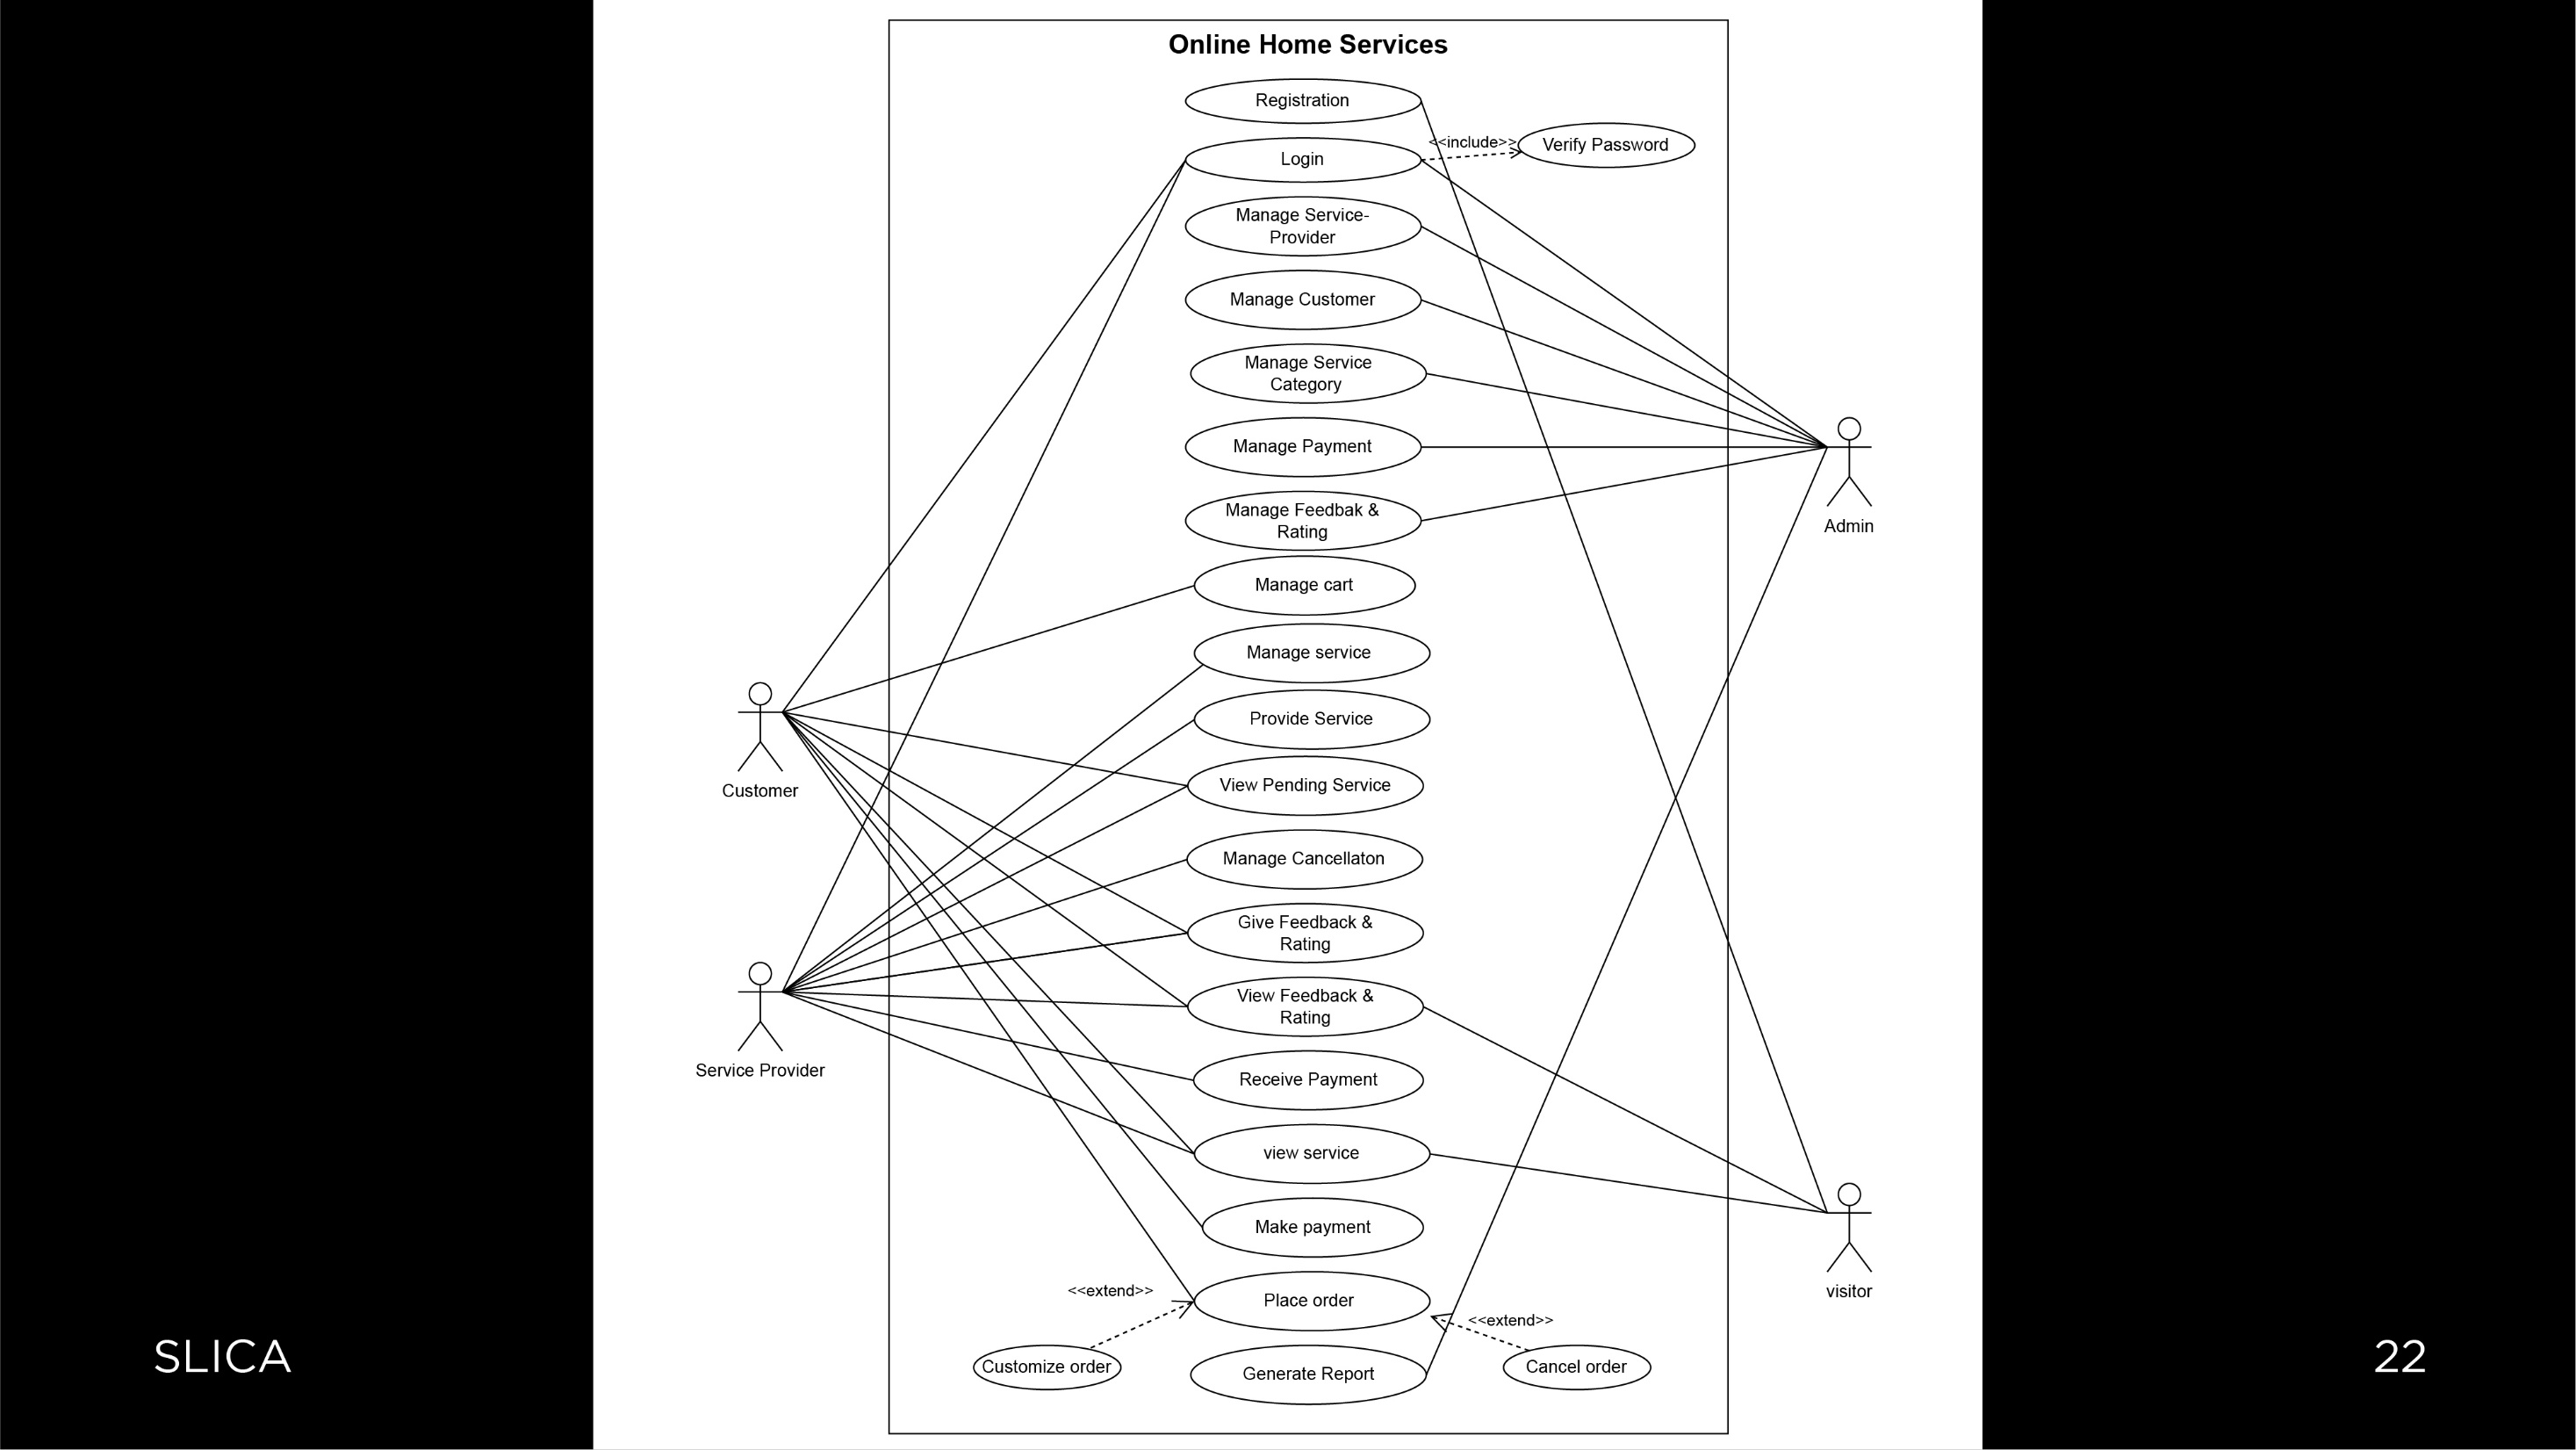 Online Home Services
Registration
<<include>>
Verify Password
Login
Manage Service-
Provider
Manage Customer
Manage Service
Category
Manage Payment
Manage Feedbak &
Rating
Admin
Manage cart
Manage service
Provide Service
Customer
View Pending Service
Manage Cancellaton
Give Feedback &
Rating
View Feedback &
Rating
Service Provider
Receive Payment
view service
Make payment
visitor
<<extend>>
Place order
<<extend>>
Customize order
Generate Report
Cancel order
SLICA
22